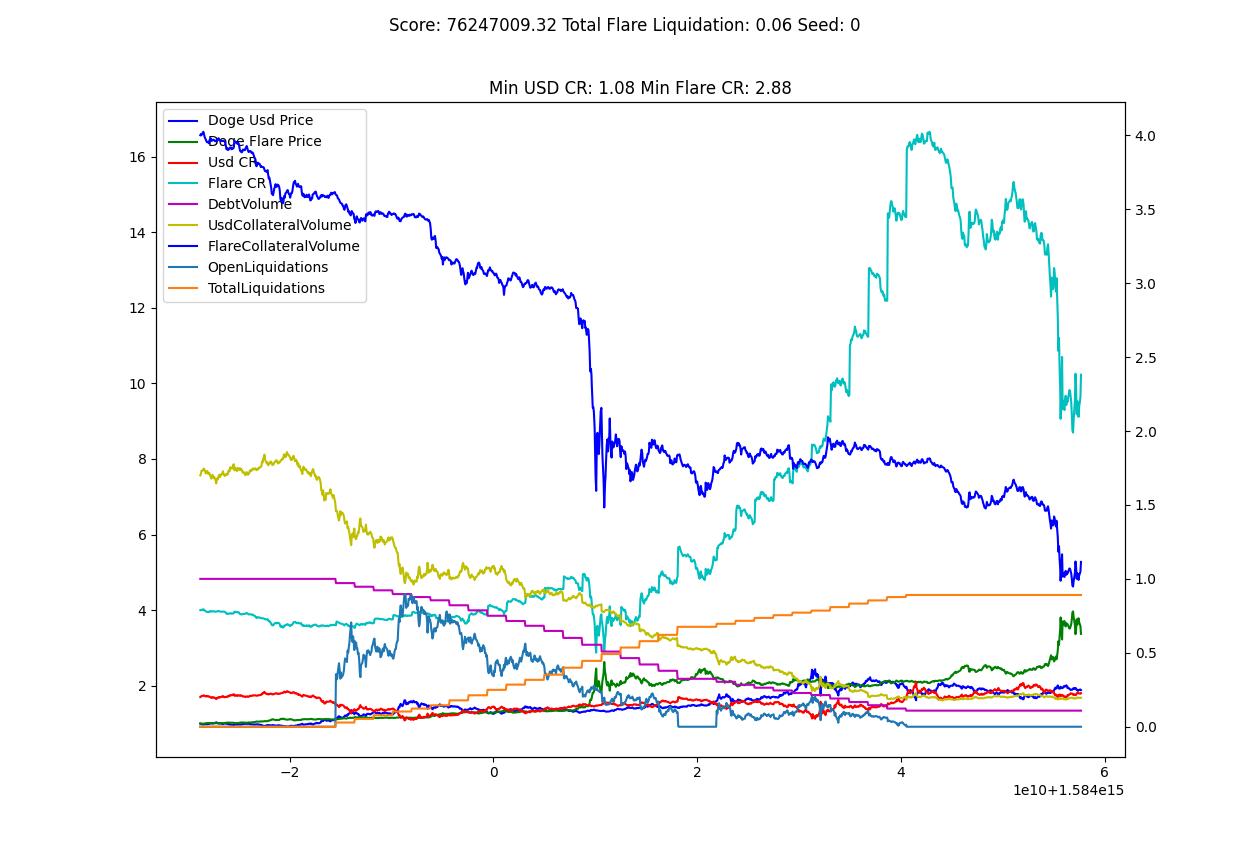 Score: 76247009.32 Total Flare Liquidation: 0.06 Seed: 0
Min USD CR: 1.08 Min Flare CR: 2.88
Doge Usd Price
Doge Flare Price
Usd CR
Flare CR
DebtVolume
UsdCollateralVolume
FlareCollateralVolume
OpenLiquidations
TotalLiquidations
16
14
12
10
8
6
4
2
4.0
3.5
3.0
2.5
2.0
1.5
1.0
0.5
0.0
−2
0
2
4
6
1e10+1.584e15